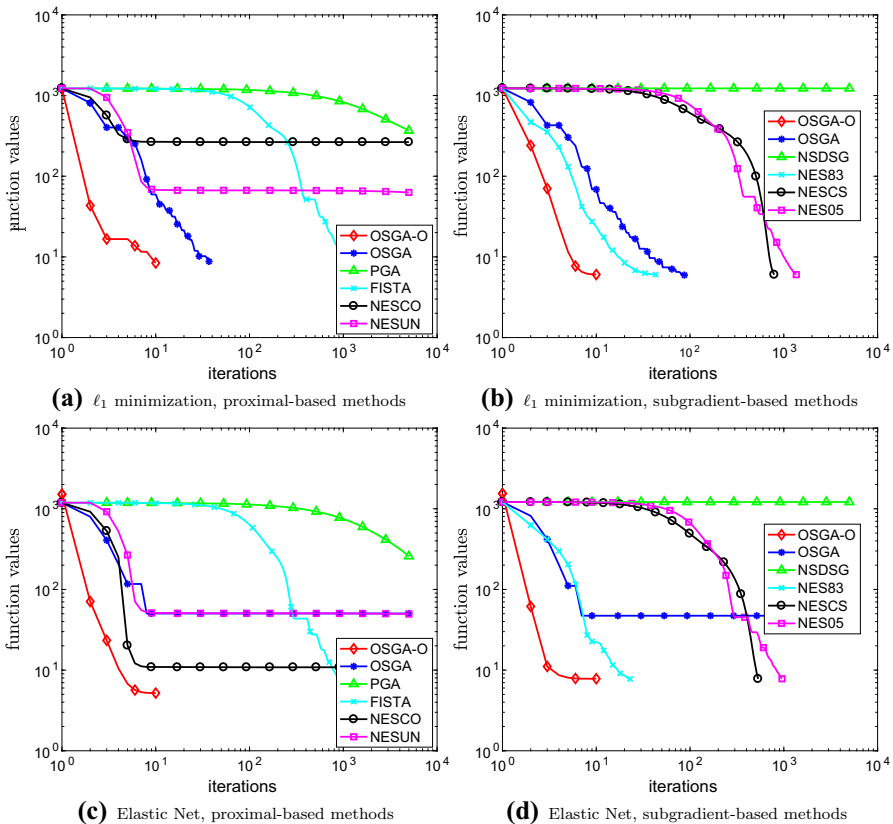 10^4
10^3
10^2
10^1
10^0
function values
10^0
10^1
10^2
10^3
10^4
iterations
OSGA-O
OSGA
PGA
FISTA
NESCO
NESUN
(a) ℓ1 minimization, proximal-based methods
10^4
10^3
10^2
10^1
10^0
function values
10^0
10^1
10^2
10^3
10^4
iterations
OSGA-O
OSGA
NSDSG
NES83
NESCS
NES05
(b) ℓ1 minimization, subgradient-based methods
10^4
10^3
10^2
10^1
10^0
function values
10^0
10^1
10^2
10^3
10^4
iterations
OSGA-O
OSGA
PGA
FISTA
NESCO
NESUN
(c) Elastic Net, proximal-based methods
10^4
10^3
10^2
10^1
10^0
function values
10^0
10^1
10^2
10^3
10^4
iterations
OSGA-O
OSGA
NSDSG
NES83
NESCS
NES05
(d) Elastic Net, subgradient-based methods